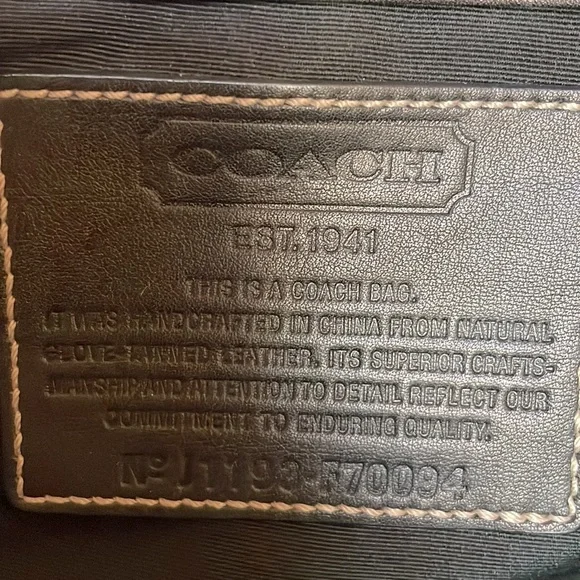 COACH
EST. 1941
THIS IS A COACH BAG.
IT WAS HANDCRAFTED IN CHINA FROM NATURAL
GLOVE-TANNED LEATHER. ITS SUPERIOR CRAFTS-
MANSHIP AND ATTENTION TO DETAIL REFLECT OUR
COMMITMENT TO ENDURING QUALITY.
Nº J1193-F70094